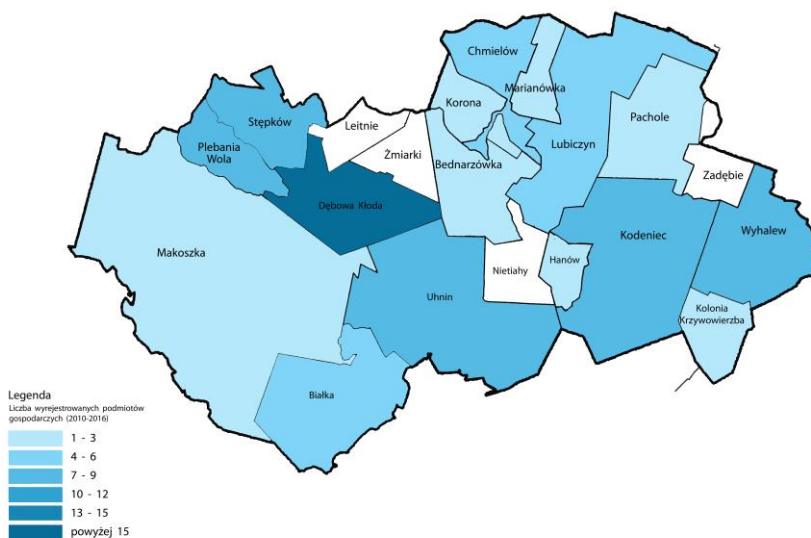 Chmielów
Marianówka
Korona
Pachole
Stępków
Leitnie
Plebania
Wola
Żmiarki
Bednarzówka
Lubiczyn
Zadębie
Dębowa Kłoda
Makoszka
Kodeniec
Wyhalew
Hanów
Nietiahy
Uhnin
Kolonia
Krzywowierzba
Białka
Legenda
Liczba wyrejestrowanych podmiotów
gospodarczych (2010-2016)
1 - 3
4 - 6
7 - 9
10 - 12
13 - 15
powyżej 15